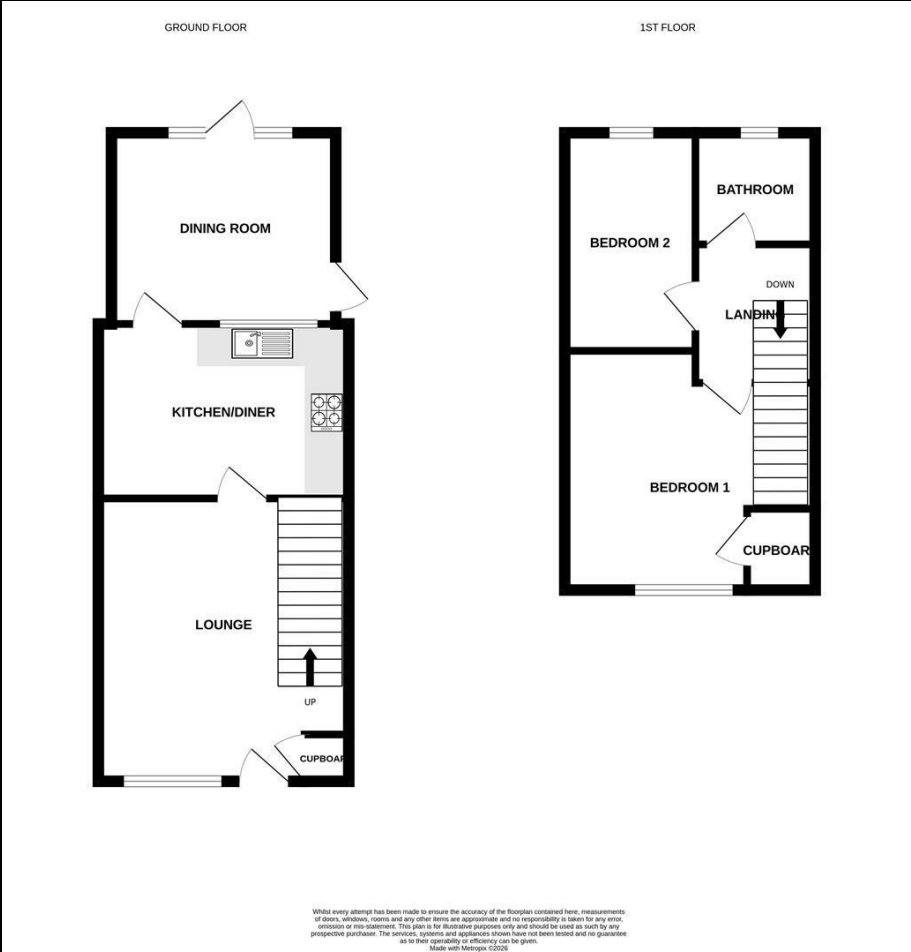 GROUND FLOOR
1ST FLOOR
DINING ROOM
KITCHEN/DINER
LOUNGE
UP
CUPBOAR
BEDROOM 2
BATHROOM
DOWN
LANDING
BEDROOM 1
CUPBOAR
Whilst every attempt has been made to ensure the accuracy of the floorplan contained here, measurements
of doors, windows, rooms and any other items are approximate and no responsibility is taken for any error,
omission or mis-statement. This plan is for illustrative purposes only and should be used as such by any
prospective purchaser. The services, systems and appliances shown have not been tested and no guarantee
as to their operability or efficiency can be given.
Made with Metropix ©2026